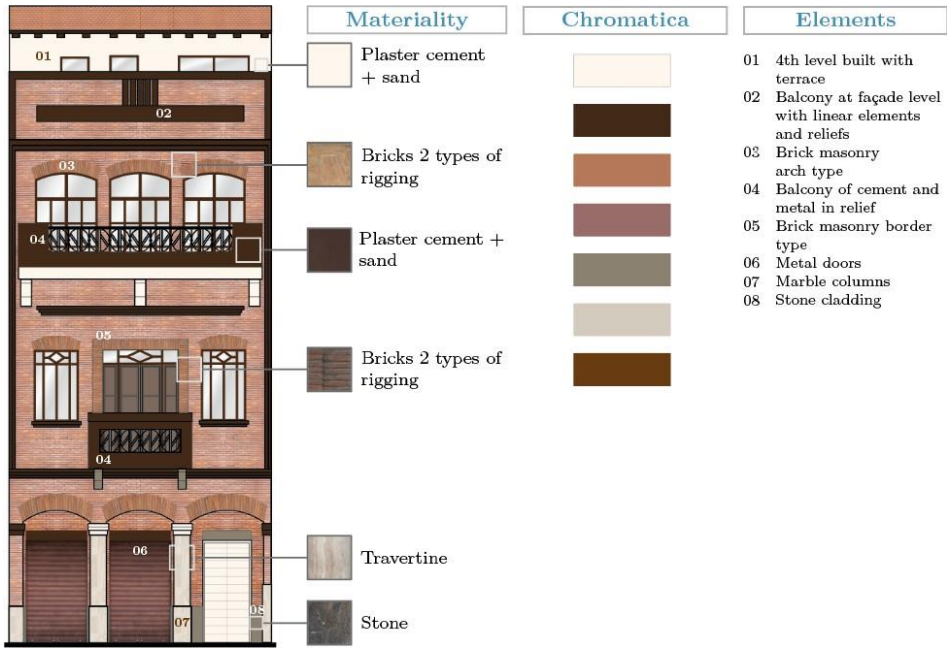 Materiality
Plaster cement
+ sand
Bricks 2 types of
rigging
Plaster cement +
sand
Bricks 2 types of
rigging
Travertine
Stone
Chromatica
Elements
01 4th level built with
terrace
02 Balcony at façade level
with linear elements
and reliefs
03 Brick masonry
arch type
04 Balcony of cement and
metal in relief
05 Brick masonry border
type
06 Metal doors
07 Marble columns
08 Stone cladding
01
02
03
04
05
04
06
08
07